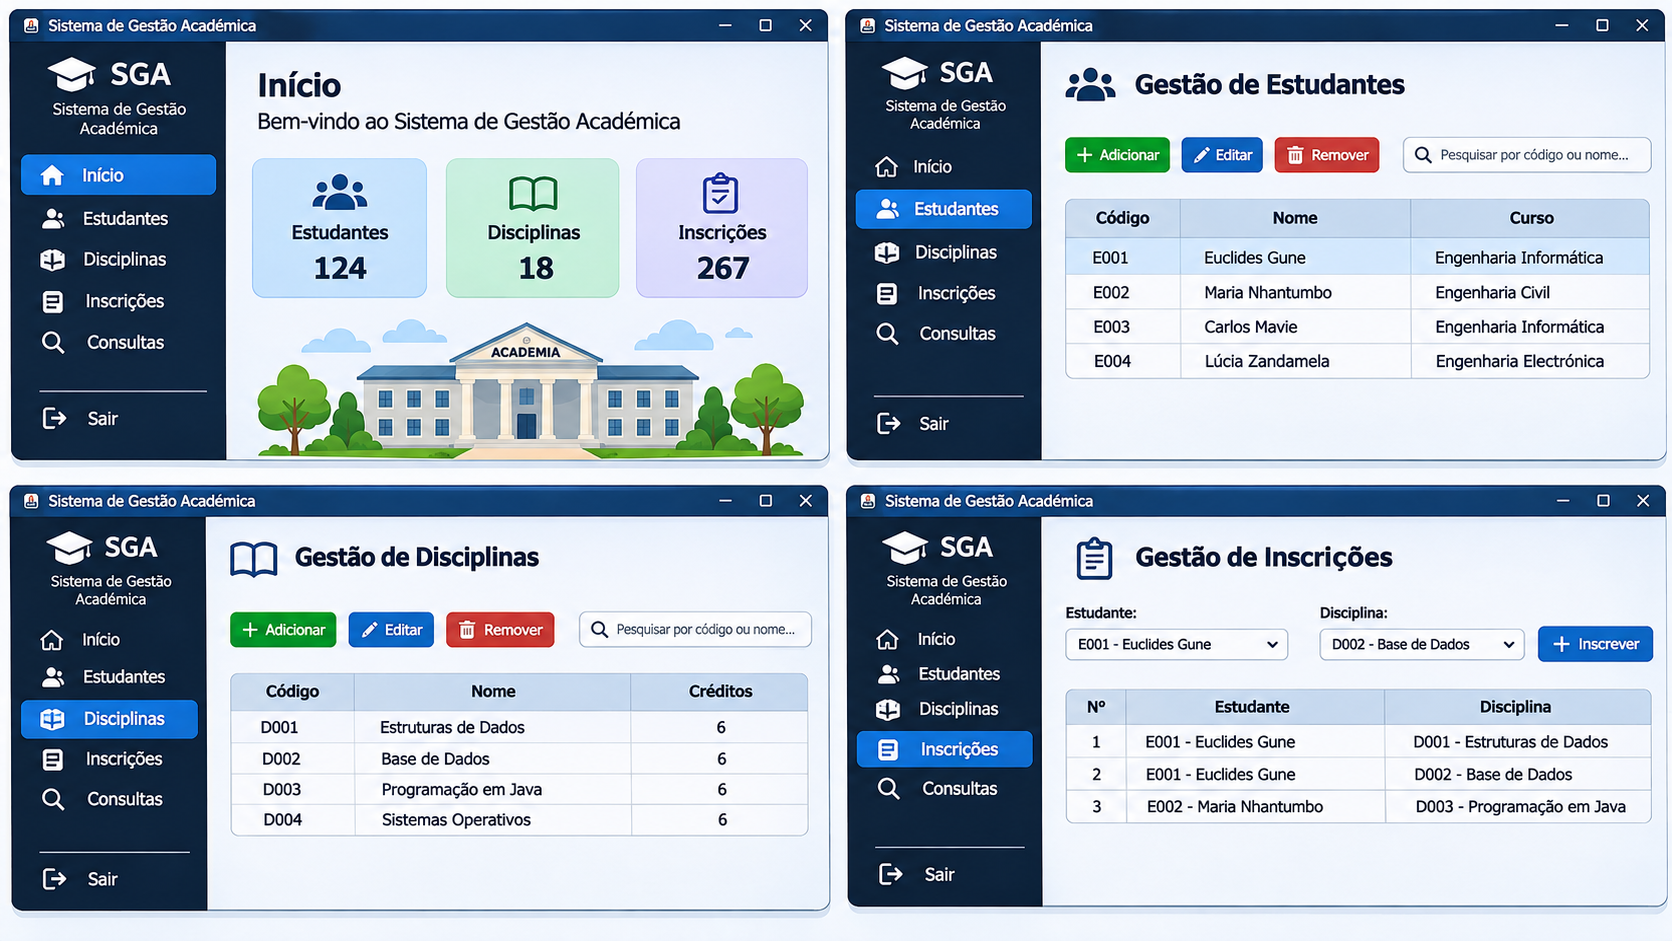 Sistema de Gestão Académica
SGA
Sistema de Gestão
Académica
Início
Estudantes
Disciplinas
Inscrições
Consultas
Sair
Início
Bem-vindo ao Sistema de Gestão Académica
Estudantes
124
Disciplinas
18
Inscrições
267
ACADEMIA
Sistema de Gestão Académica
SGA
Sistema de Gestão
Académica
Início
Estudantes
Disciplinas
Inscrições
Consultas
Sair
Gestão de Estudantes
+ Adicionar Editar Remover Pesquisar por código ou nome...
Código Nome Curso
E001 Euclides Gune Engenharia Informática
E002 Maria Nhantumbo Engenharia Civil
E003 Carlos Mavie Engenharia Informática
E004 Lúcia Zandamela Engenharia Electrónica
Sistema de Gestão Académica
SGA
Sistema de Gestão
Académica
Início
Estudantes
Disciplinas
Inscrições
Consultas
Sair
Gestão de Disciplinas
+ Adicionar Editar Remover Pesquisar por código ou nome...
Código Nome Créditos
D001 Estruturas de Dados 6
D002 Base de Dados 6
D003 Programação em Java 6
D004 Sistemas Operativos 6
Sistema de Gestão Académica
SGA
Sistema de Gestão
Académica
Início
Estudantes
Disciplinas
Inscrições
Consultas
Sair
Gestão de Inscrições
Estudante: Disciplina:
E001 - Euclides Gune D002 - Base de Dados + Inscrever
Nº Estudante Disciplina
1 E001 - Euclides Gune D001 - Estruturas de Dados
2 E001 - Euclides Gune D002 - Base de Dados
3 E002 - Maria Nhantumbo D003 - Programação em Java